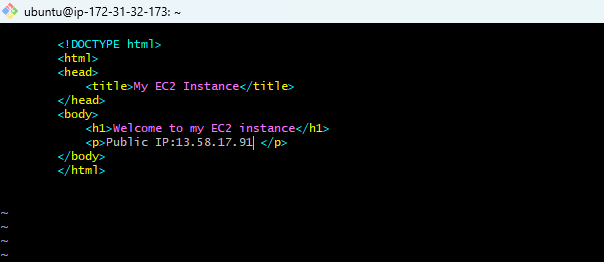 ubuntu@ip-172-31-32-173: ~
<!DOCTYPE html>
<html>
<head>
<title>My EC2 Instance</title>
</head>
<body>
<h1>Welcome to my EC2 instance</h1>
<p>Public IP:13.58.17.91 </p>
</body>
</html>
~
~
~
~